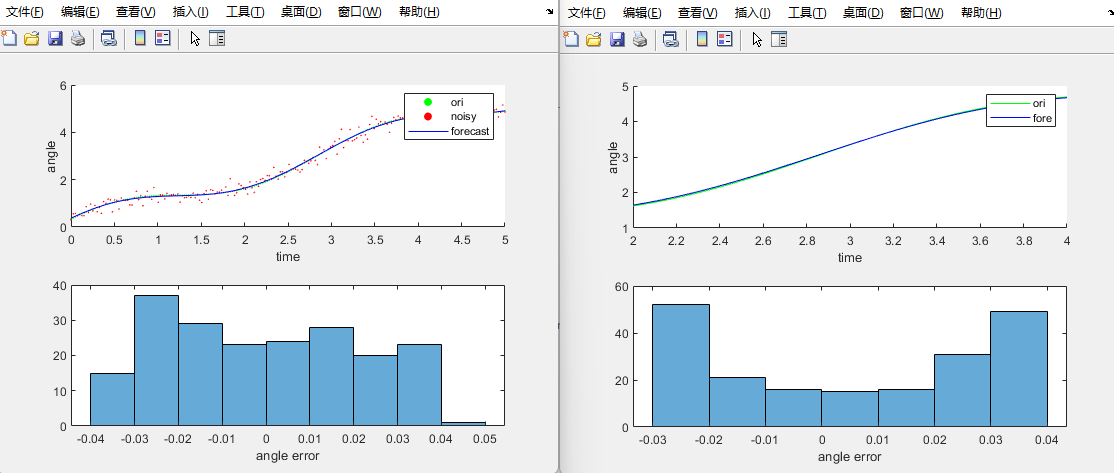 文件(F) 编辑(E) 查看(V) 插入(I) 工具(T) 桌面(D) 窗口(W) 帮助(H)
6
4
2
0
angle
ori
noisy
forecast
0 0.5 1 1.5 2 2.5 3 3.5 4 4.5 5
time
40
30
20
10
0
-0.04 -0.03 -0.02 -0.01 0 0.01 0.02 0.03 0.04 0.05
angle error
文件(F) 编辑(E) 查看(V) 插入(I) 工具(T) 桌面(D) 窗口(W) 帮助(H)
5
4
3
2
1
angle
ori
fore
2 2.2 2.4 2.6 2.8 3 3.2 3.4 3.6 3.8 4
time
60
40
20
0
-0.03 -0.02 -0.01 0 0.01 0.02 0.03 0.04
angle error